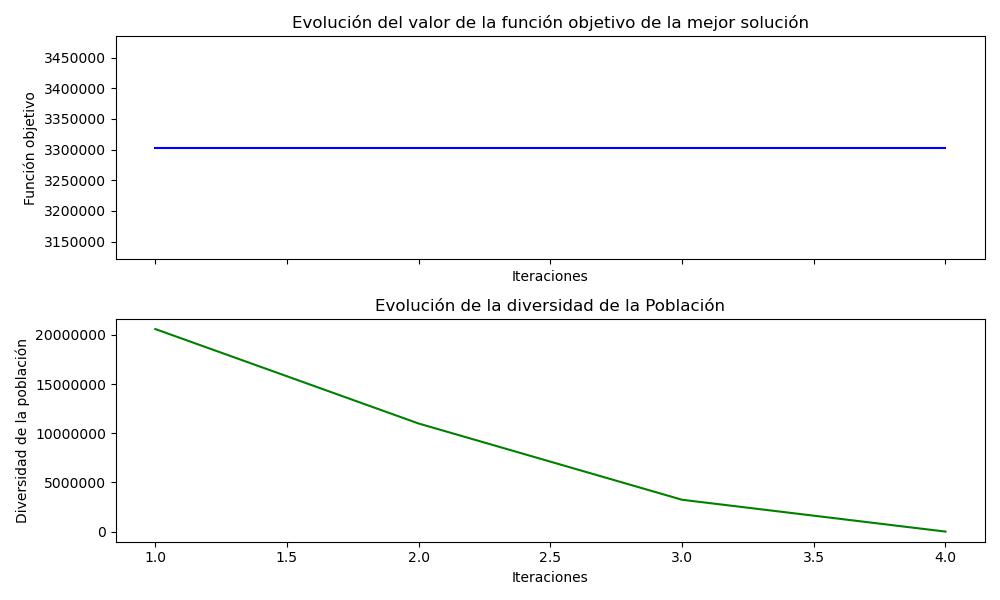 Evolución del valor de la función objetivo de la mejor solución
3450000
3400000
3350000
3300000
3250000
3200000
3150000
Función objetivo
Iteraciones
Evolución de la diversidad de la Población
20000000
15000000
10000000
5000000
0
Diversidad de la población
1.0 1.5 2.0 2.5 3.0 3.5 4.0
Iteraciones